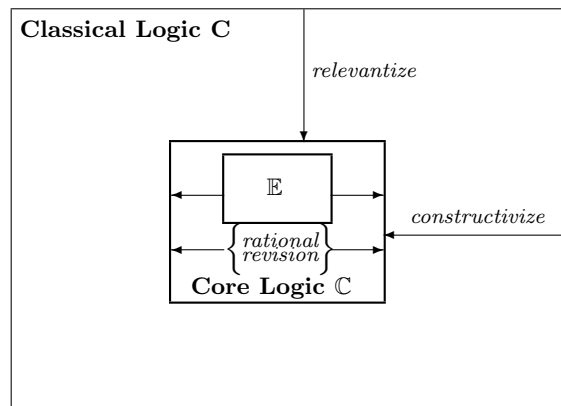 Classical Logic C
relevantize
𝔼
constructivize
rational
revision
Core Logic ℂ